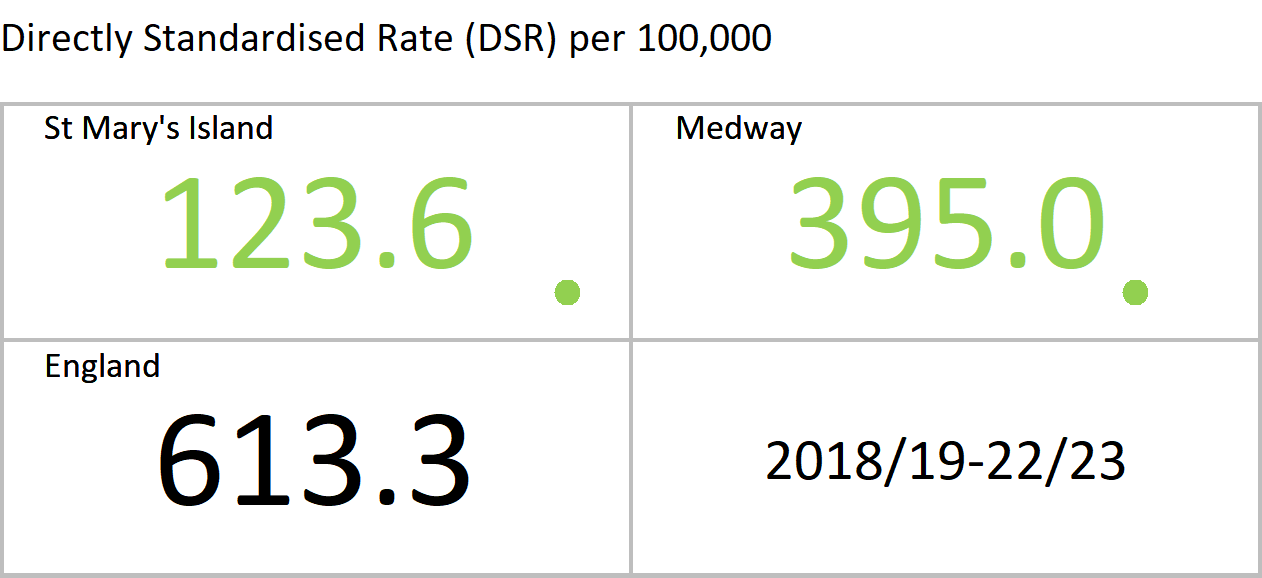 Directly Standardised Rate (DSR) per 100,000
St Mary's Island
123.6
Medway
395.0
England
613.3
2018/19-22/23